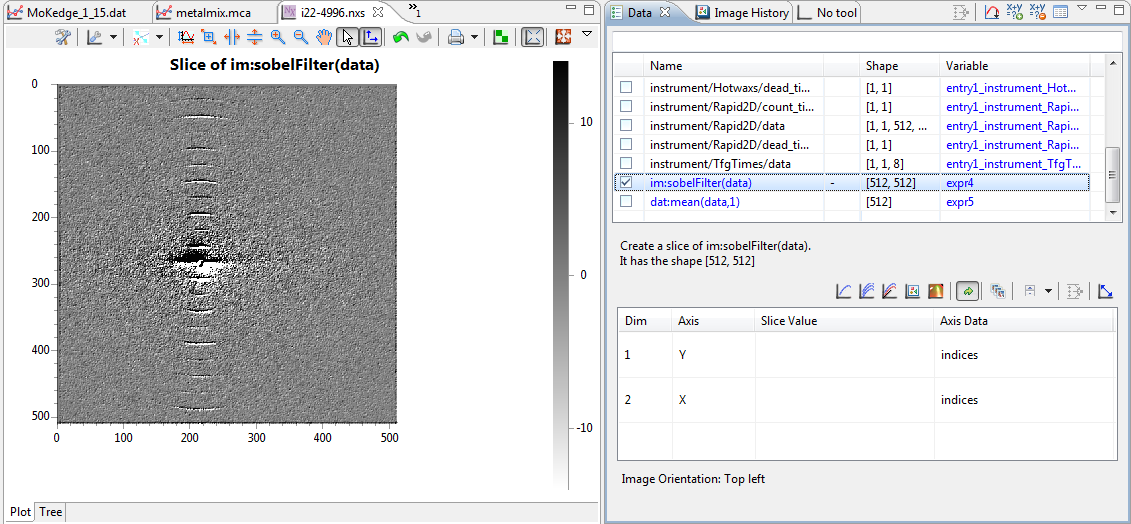 MoKedge_1_15.dat
metalmix.mca
i22-4996.nxs
»1
Slice of im:sobelFilter(data)
0
100
200
300
400
500
0
100
200
300
400
500
10
0
-10
Plot
Tree
Data
Image History
No tool
Name Shape Variable
instrument/Hotwaxs/dead_ti... [1, 1] entry1_instrument_Hot...
instrument/Rapid2D/count_ti... [1, 1] entry1_instrument_Rapi...
instrument/Rapid2D/data [1, 1, 512, ... entry1_instrument_Rapi...
instrument/Rapid2D/dead_ti... [1, 1] entry1_instrument_Rapi...
instrument/TfgTimes/data [1, 1, 8] entry1_instrument_TfgT...
im:sobelFilter(data) - [512, 512] expr4
dat:mean(data,1) [512] expr5
Create a slice of im:sobelFilter(data).
It has the shape [512, 512]
Dim Axis Slice Value Axis Data
1 Y indices
2 X indices
Image Orientation: Top left